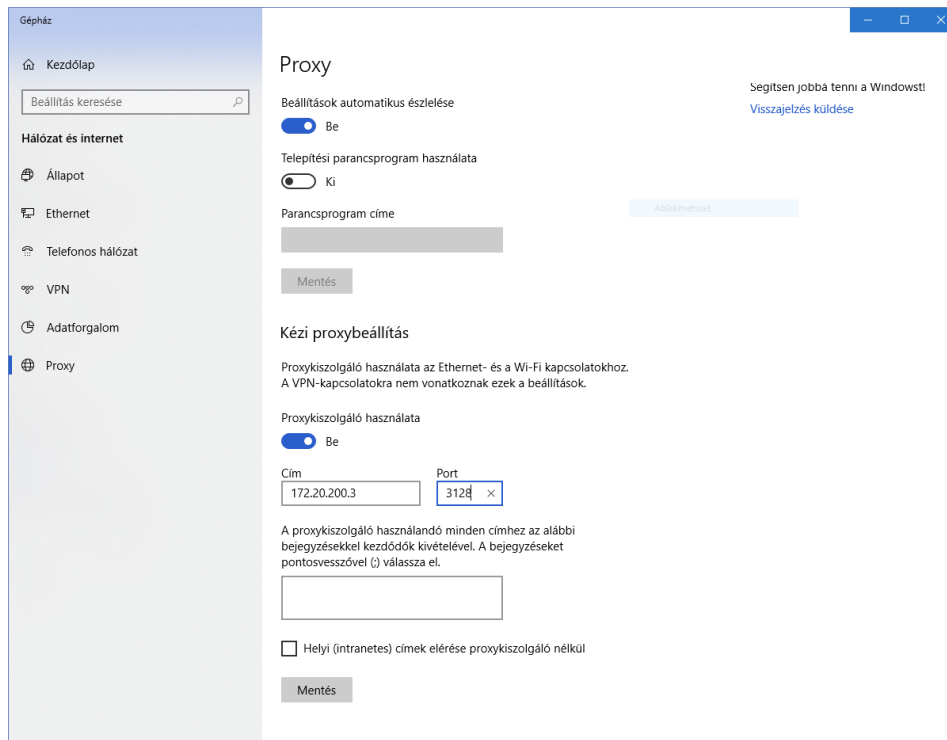 Gépház
Kezdőlap
Beállítás keresése
Hálózat és internet
Állapot
Ethernet
Telefonos hálózat
VPN
Adatforgalom
Proxy
Proxy
Beállítások automatikus észlelése
Be
Telepítési parancsprogram használata
Ki
Parancsprogram címe
Mentés
Kézi proxybeállítás
Proxykiszolgáló használata az Ethernet- és a Wi-Fi kapcsolatokhoz.
A VPN-kapcsolatokra nem vonatkoznak ezek a beállítások.
Proxykiszolgáló használata
Be
Cím Port
172.20.200.3 3128
A proxykiszolgáló használandó minden címhez az alábbi
bejegyzésekkel kezdődők kivételével. A bejegyzéseket
pontosvesszővel (;) válassza el.
Helyi (intranetes) címek elérése proxykiszolgáló nélkül
Mentés
Segítsen jobbá tenni a Windowst!
Visszajelzés küldése
Ablakmetszet